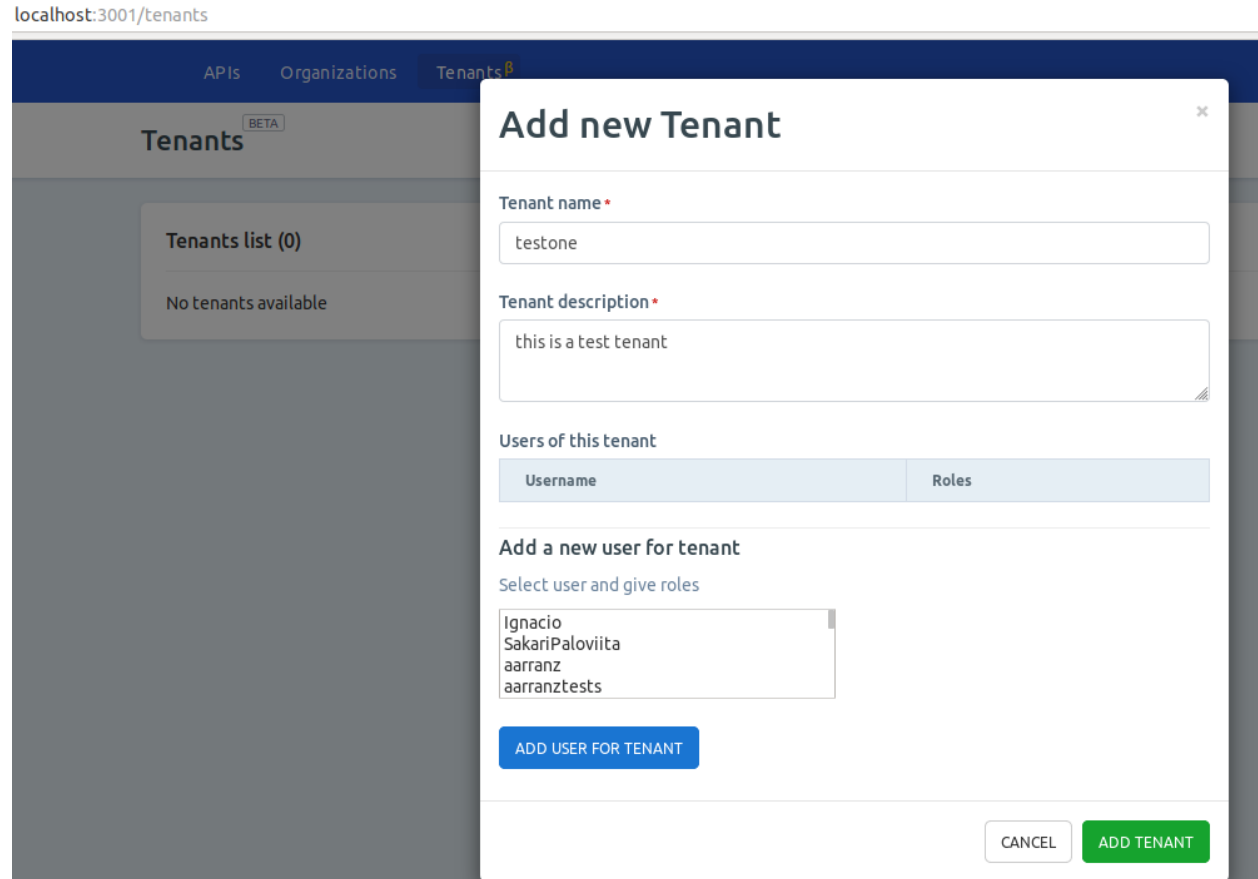 localhost:3001/tenants
APIs Organizations Tenantsβ
Tenants BETA
Tenants list (0)
No tenants available
Add new Tenant ×
Tenant name *
testone
Tenant description *
this is a test tenant
Users of this tenant
Username Roles
Add a new user for tenant
Select user and give roles
Ignacio
SakariPaloviita
aarranz
aarranztests
ADD USER FOR TENANT
CANCEL ADD TENANT